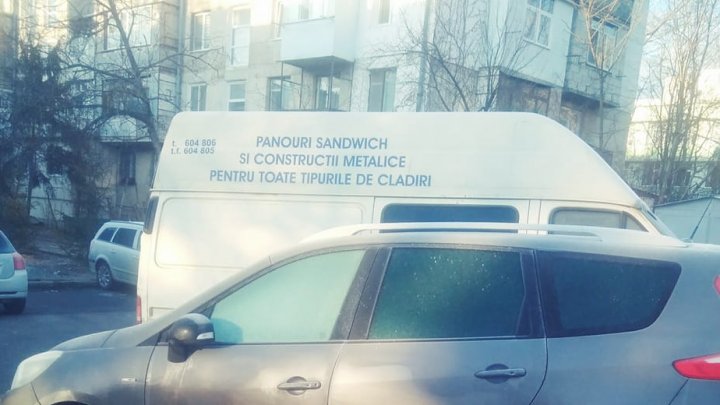 t. 604 806
t.f. 604 805
PANOURI SANDWICH
SI CONSTRUCTII METALICE
PENTRU TOATE TIPURILE DE CLADIRI